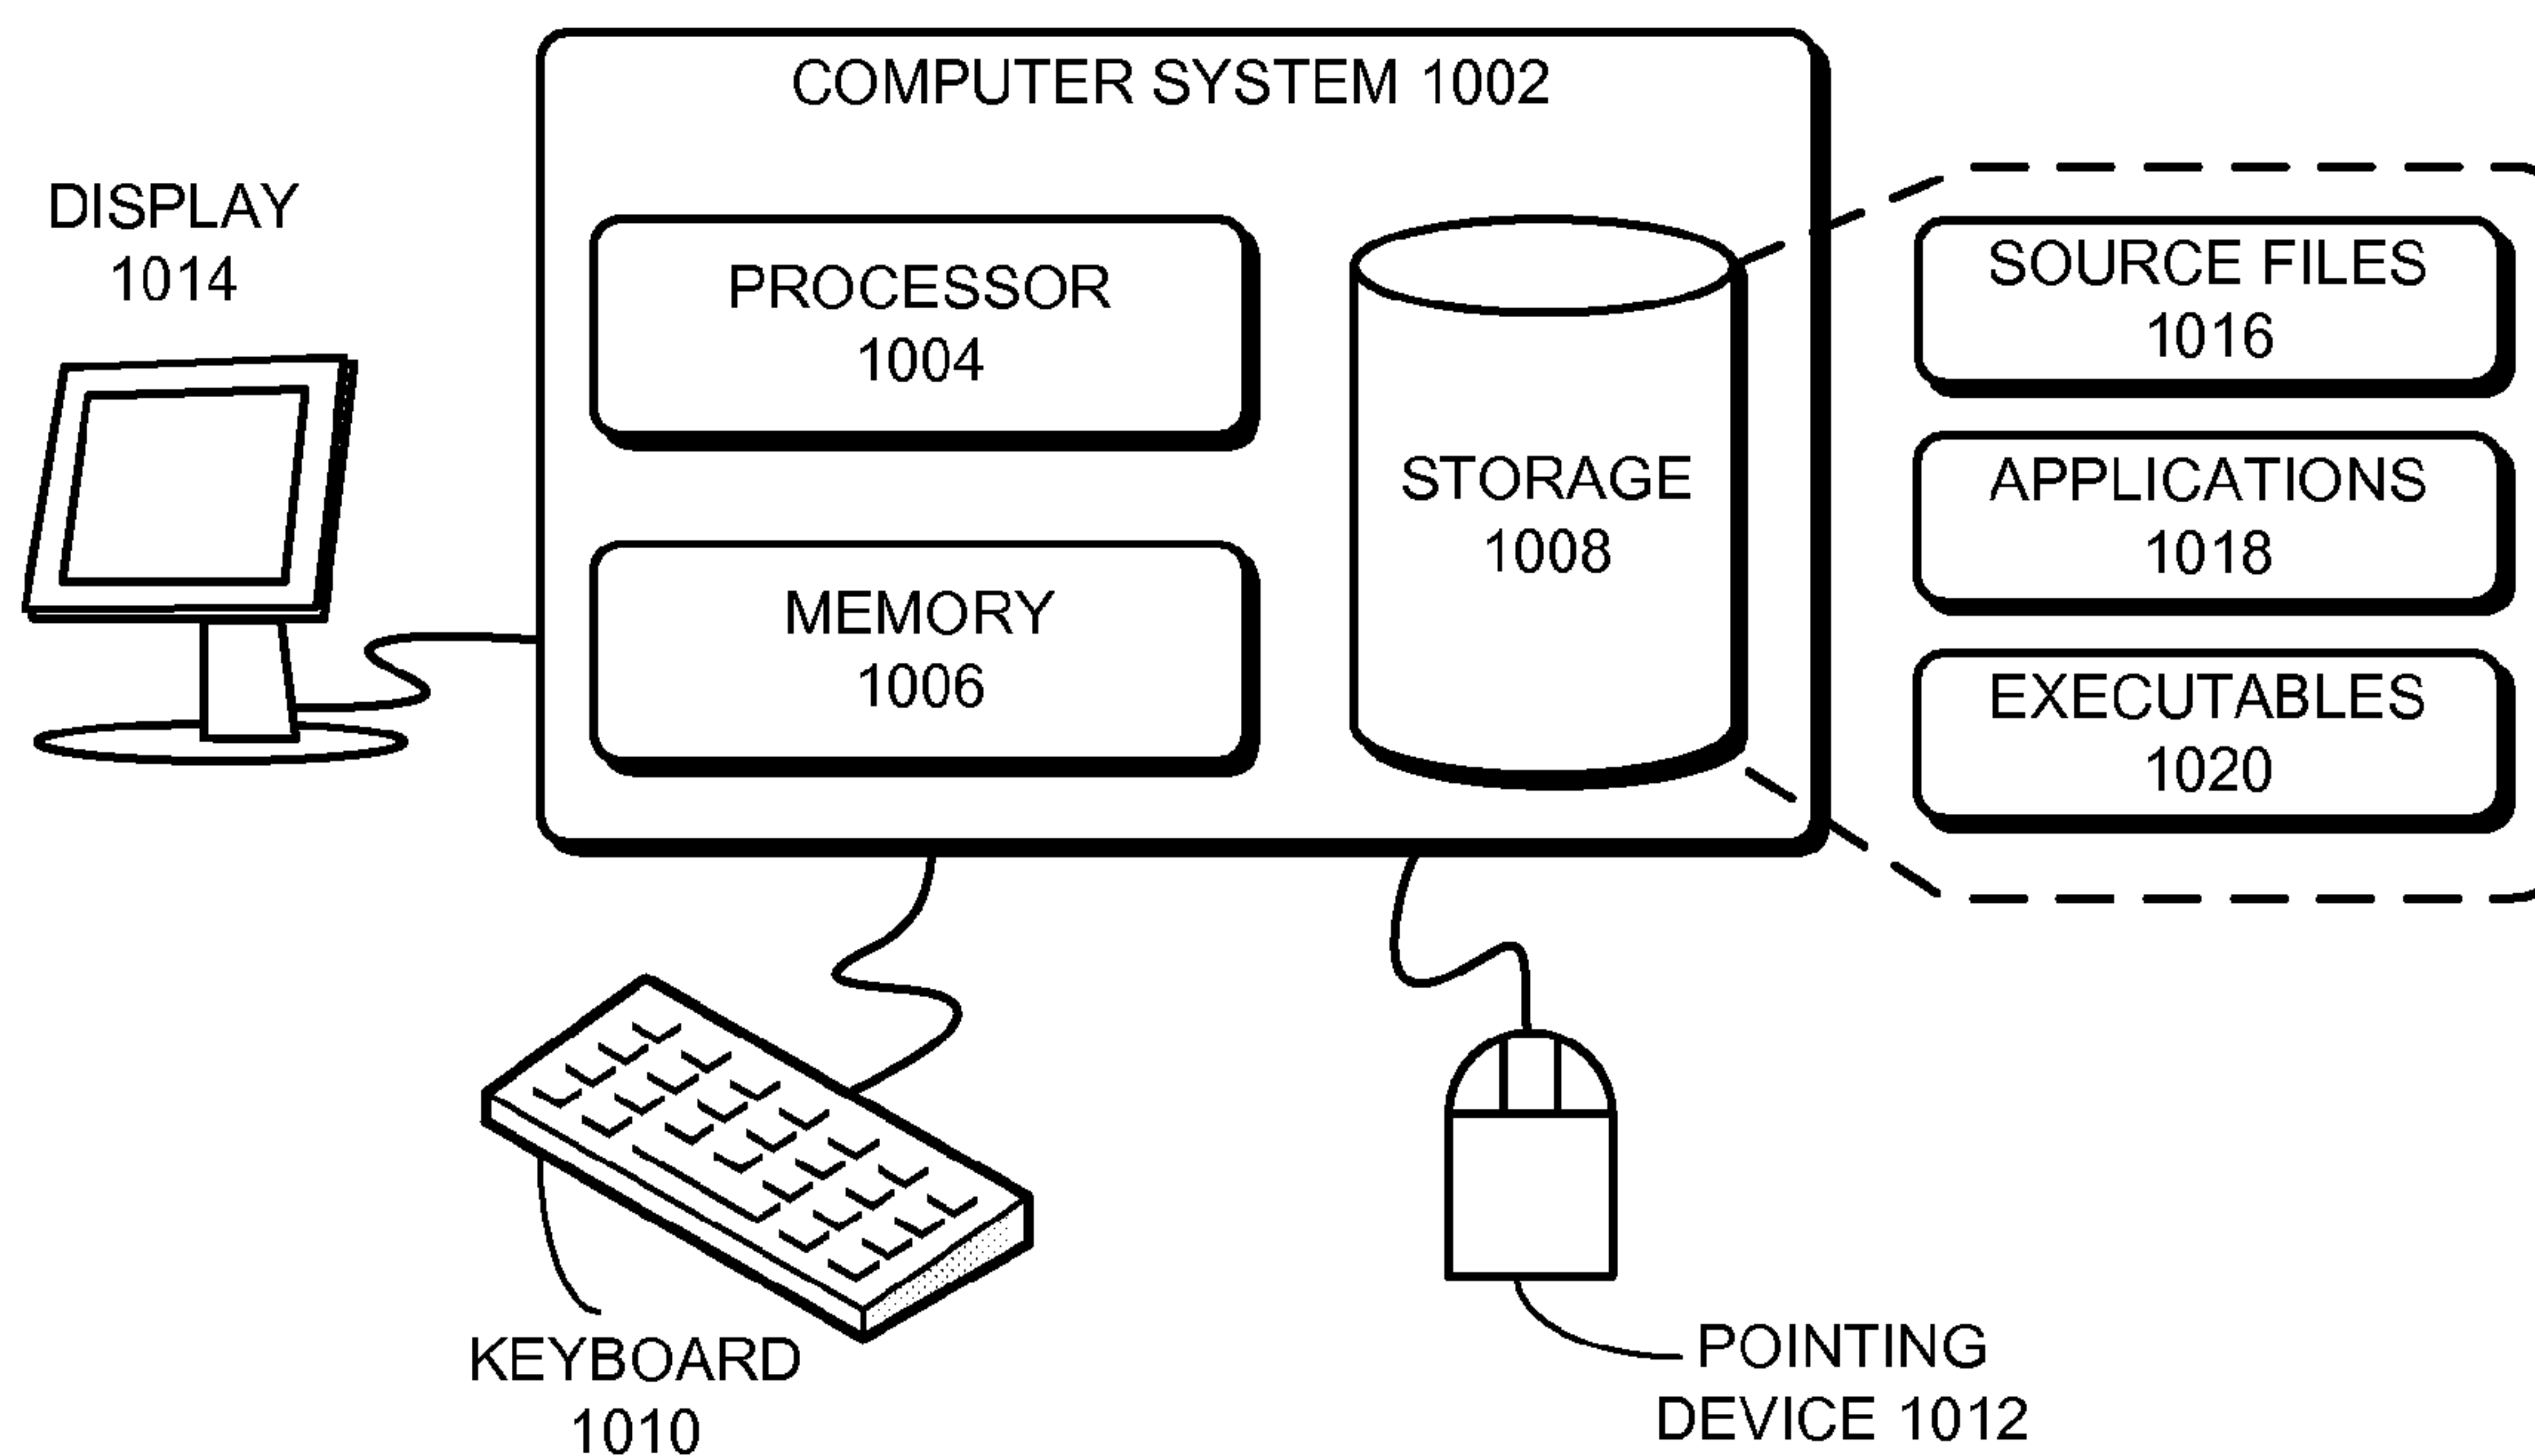 COMPUTER SYSTEM 1002
DISPLAY
1014
PROCESSOR
1004
MEMORY
1006
STORAGE
1008
SOURCE FILES
1016
APPLICATIONS
1018
EXECUTABLES
1020
KEYBOARD
1010
POINTING
DEVICE 1012